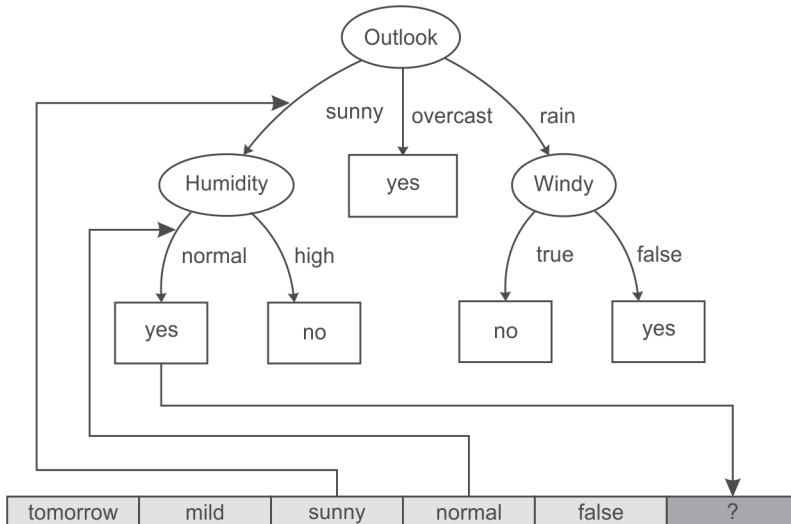 Outlook
sunny
overcast
rain
Humidity
yes
Windy
normal
high
true
false
yes
no
no
yes
tomorrow mild sunny normal false ?